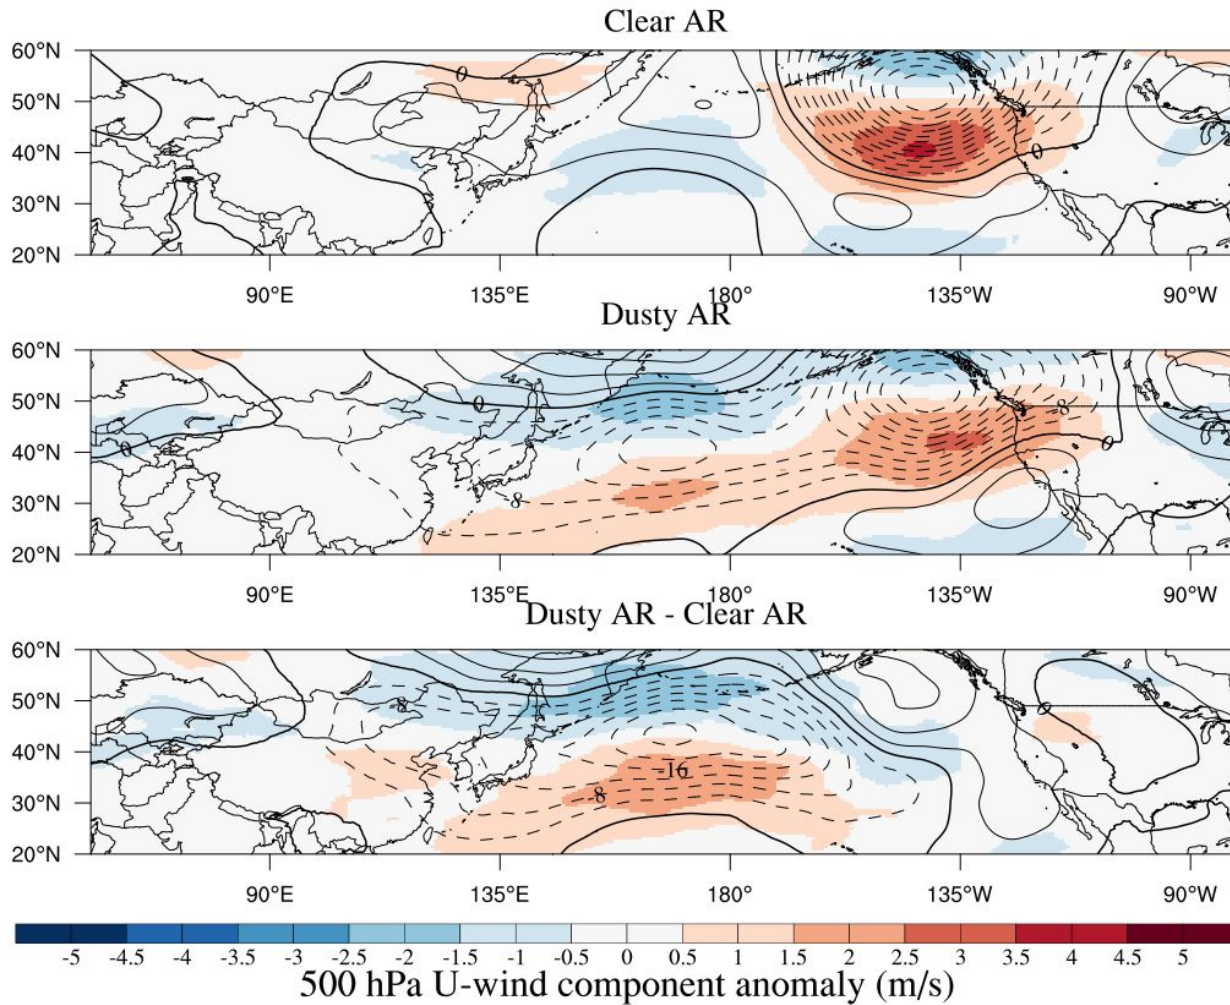 Clear AR
60°N
50°N
0
40°N
0
30°N
20°N
90°E 135°E 180° 135°W 90°W
Dusty AR
60°N
50°N
0
8
40°N
0
0
30°N
-8
20°N
90°E 135°E 180° 135°W 90°W
Dusty AR - Clear AR
60°N
50°N
-8
0
40°N
-16
30°N
-8
20°N
90°E 135°E 180° 135°W 90°W
-5 -4.5 -4 -3.5 -3 -2.5 -2 -1.5 -1 -0.5 0 0.5 1 1.5 2 2.5 3 3.5 4 4.5 5
500 hPa U-wind component anomaly (m/s)